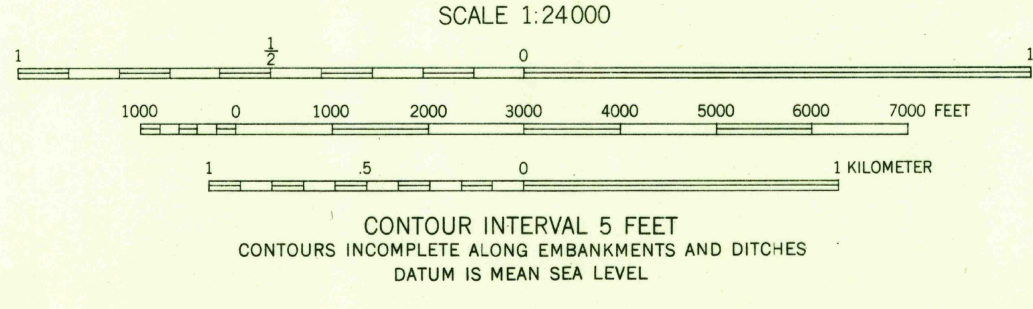 SCALE 1:24000
1 1/2 0 1
1000 0 1000 2000 3000 4000 5000 6000 7000 FEET
1 .5 0 1 KILOMETER
CONTOUR INTERVAL 5 FEET
CONTOURS INCOMPLETE ALONG EMBANKMENTS AND DITCHES
DATUM IS MEAN SEA LEVEL